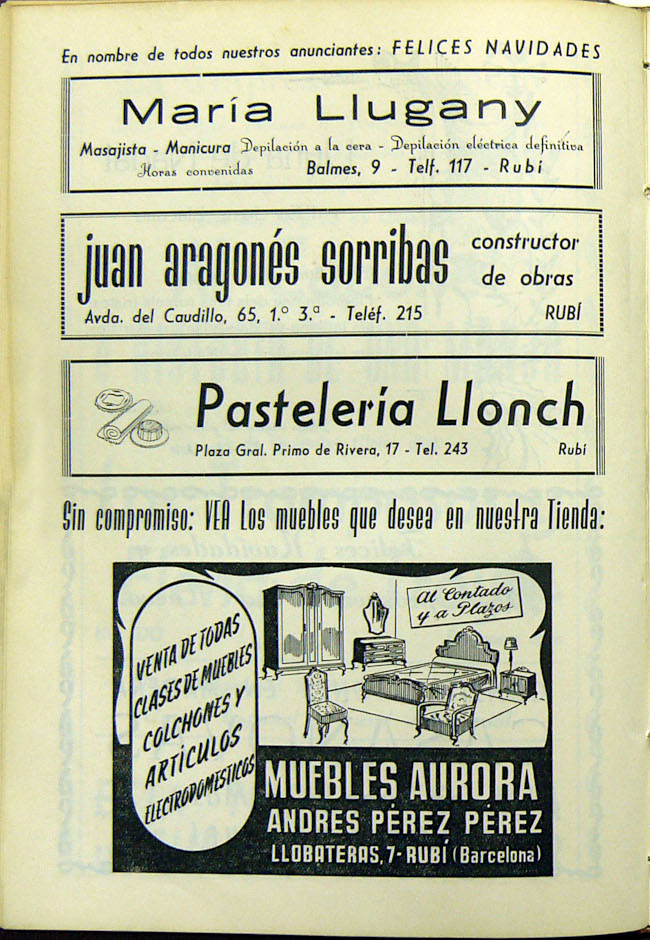 En nombre de todos nuestros anunciantes: FELICES NAVIDADES
María Llugany
Masajista - Manicura Depilación a la cera - Depilación eléctrica definitiva
Horas convenidas Balmes, 9 - Telf. 117 - Rubí
juan aragonés sorribas
constructor
de obras
Avda. del Caudillo, 65, 1.º 3.ª - Teléf. 215 RUBÍ
Pastelería Llonch
Plaza Gral. Primo de Rivera, 17 - Tel. 243 Rubí
Sin compromiso: VEA Los muebles que desea en nuestra Tienda:
Al Contado
y a Plazos
VENTA DE TODAS
CLASES DE MUEBLES
COLCHONES Y
ARTÍCULOS
ELECTRODOMESTICOS
MUEBLES AURORA
ANDRES PÉREZ PÉREZ
LLOBATERAS, 7 - RUBÍ (Barcelona)